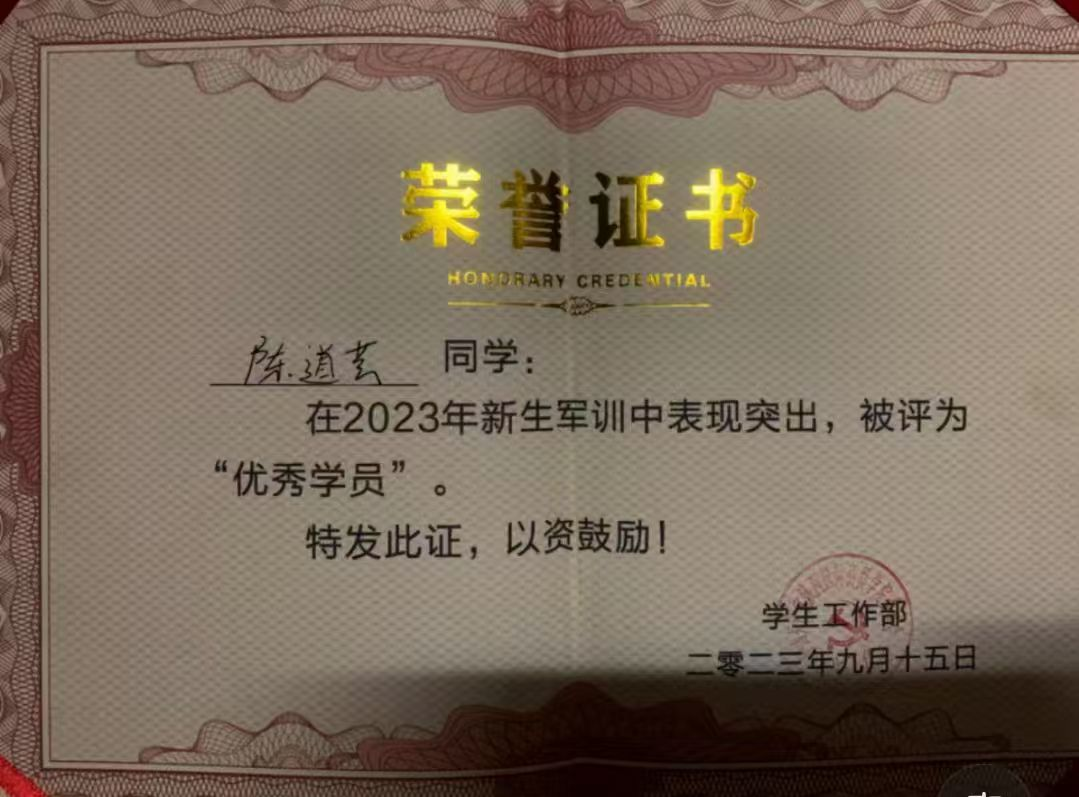 荣誉证书
HONORARY CREDENTIAL
陈道芸 同学：
在2023年新生军训中表现突出，被评为
“优秀学员”。
特发此证，以资鼓励！
学生工作部
二零二三年九月十五日